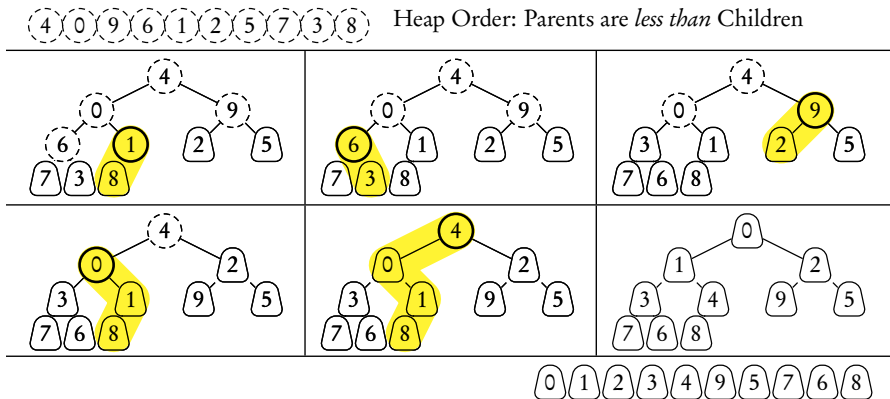 4 0 9 6 1 2 5 7 3 8 Heap Order: Parents are less than Children
4 4 4
0 9 0 9 0 9
6 1 2 5 6 1 2 5 3 1 2 5
7 3 8 7 3 8 7 6 8
4 4 0
0 2 0 2 1 2
3 1 9 5 3 1 9 5 3 4 9 5
7 6 8 7 6 8 7 6 8
0 1 2 3 4 9 5 7 6 8